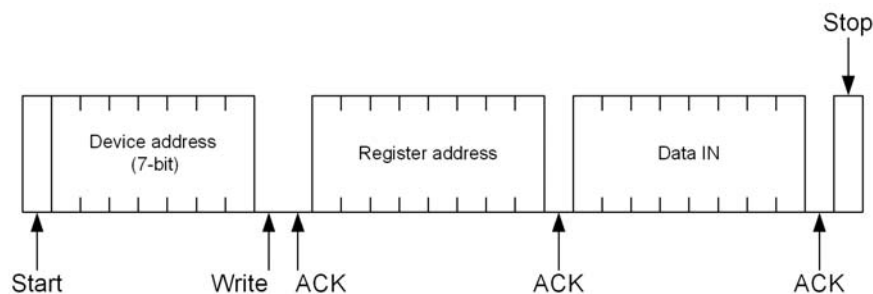 Stop
Device address
(7-bit)
Register address
Data IN
Start
Write
ACK
ACK
ACK